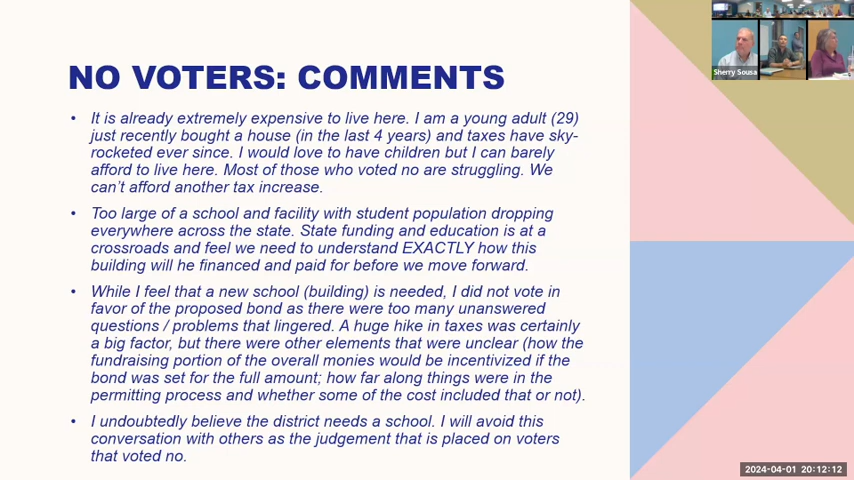 Sherry Sousa
NO VOTERS: COMMENTS
• It is already extremely expensive to live here. I am a young adult (29)
just recently bought a house (in the last 4 years) and taxes have sky-
rocketed ever since. I would love to have children but I can barely
afford to live here. Most of those who voted no are struggling. We
can't afford another tax increase.
• Too large of a school and facility with student population dropping
everywhere across the state. State funding and education is at a
crossroads and feel we need to understand EXACTLY how this
building will he financed and paid for before we move forward.
• While I feel that a new school (building) is needed, I did not vote in
favor of the proposed bond as there were too many unanswered
questions / problems that lingered. A huge hike in taxes was certainly
a big factor, but there were other elements that were unclear (how the
fundraising portion of the overall monies would be incentivized if the
bond was set for the full amount; how far along things were in the
permitting process and whether some of the cost included that or not).
• I undoubtedly believe the district needs a school. I will avoid this
conversation with others as the judgement that is placed on voters
that voted no.
2024-04-01 20:12:12